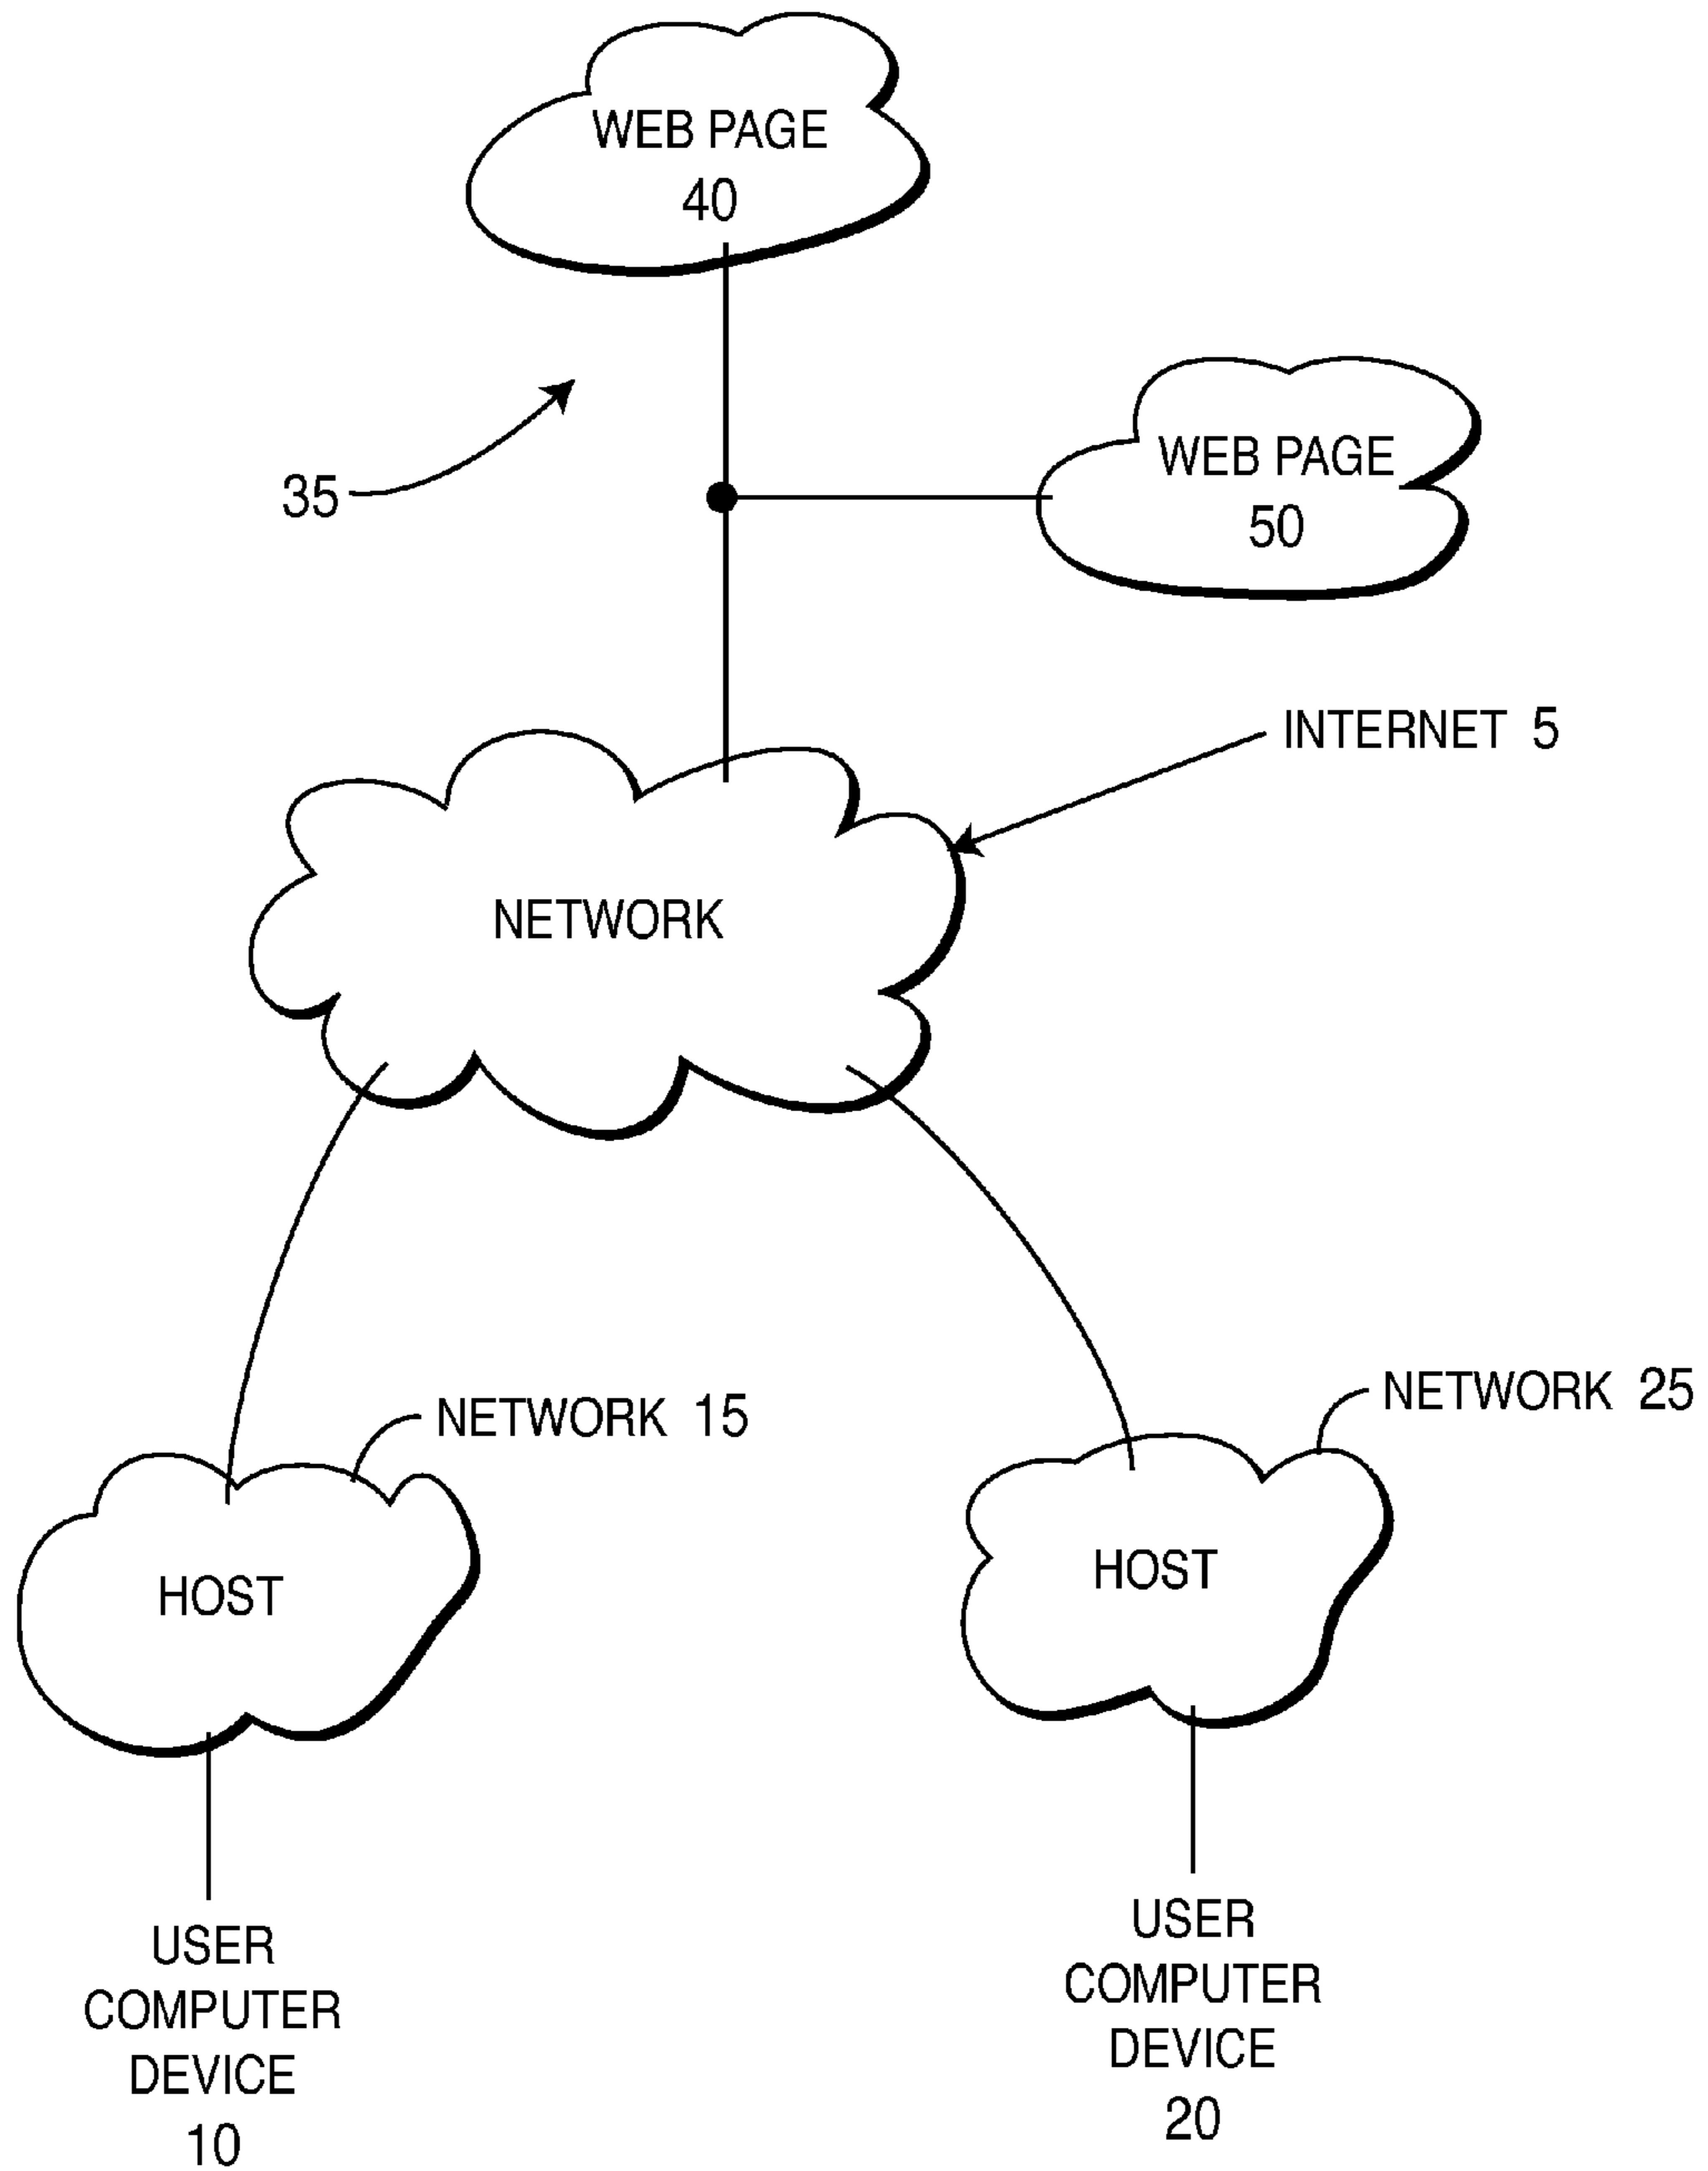 WEB PAGE
40
WEB PAGE
50
35
INTERNET 5
NETWORK
NETWORK 15
NETWORK 25
HOST
HOST
USER
COMPUTER
DEVICE
10
USER
COMPUTER
DEVICE
20